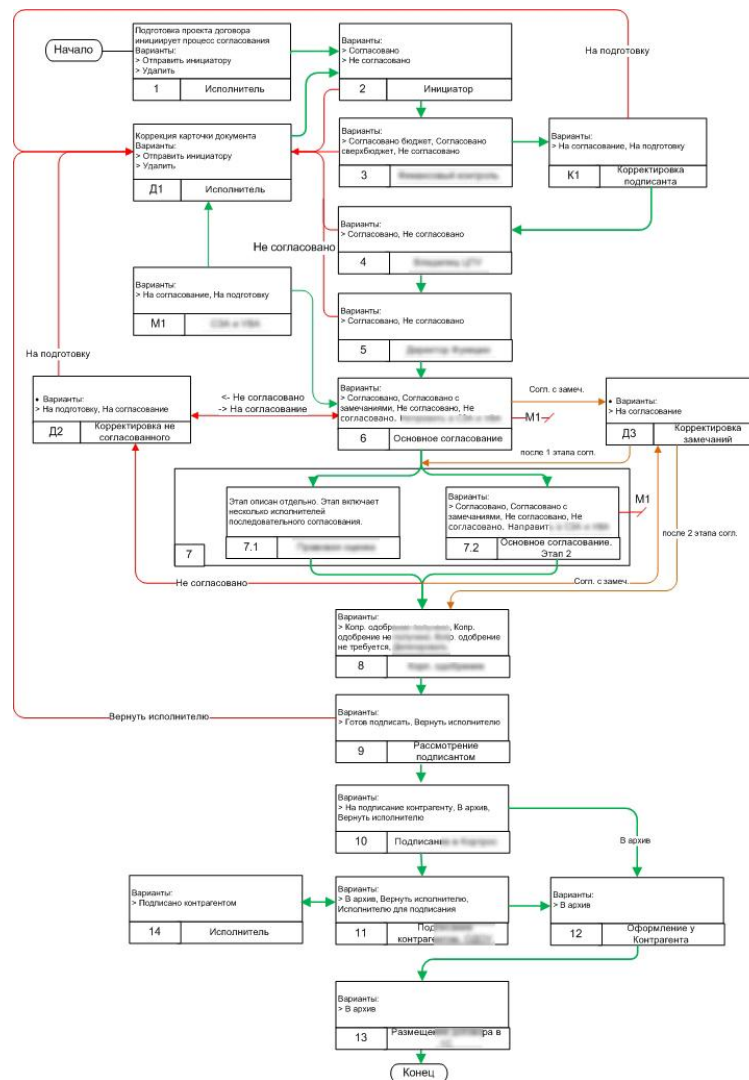 Начало
Подготовка проекта договора
инициирует процесс согласования
Варианты:
> Отправить инициатору
> Удалить
1 Исполнитель
Варианты:
> Согласовано
> Не согласовано
2 Инициатор
На подготовку
Коррекция карточки документа
Варианты:
> Отправить инициатору
> Удалить
Д1 Исполнитель
Варианты:
> Согласовано бюджет, Согласовано
сверхбюджет, Не согласовано
3
Варианты:
> На согласование, На подготовку
К1 Корректировка
подписанта
Не согласовано
Варианты:
> Согласовано, Не согласовано
4
Варианты:
> На согласование, На подготовку
М1
Варианты:
> Согласовано, Не согласовано
5
На подготовку
• Варианты:
> На подготовку, На согласование
Д2 Корректировка не
согласованного
<- Не согласовано
-> На согласование
Варианты:
> Согласовано, Согласовано с
замечаниями, Не согласовано, Не
согласовано.
6 Основное согласование
М1
Согл. с замеч.
• Варианты:
> На согласование
Д3 Корректировка
замечаний
после 1 этапа согл.
Этап описан отдельно. Этап включает
несколько исполнителей
последовательного согласования.
7.1
Варианты:
> Согласовано, Согласовано с
замечаниями, Не согласовано, Не
согласовано. Направить
7.2 Основное согласование.
Этап 2
М1
7
после 2 этапа согл.
Не согласовано
Согл. с замеч.
Варианты:
> Копр. одобрение Копр.
одобрение не одобрение
не требуется,
8
Вернуть исполнителю
Варианты:
> Готов подписать, Вернуть исполнителю
9 Рассмотрение
подписантом
Варианты:
> На подписание контрагенту, В архив,
Вернуть исполнителю
10
В архив
Варианты:
> Подписано контрагентом
14 Исполнитель
Варианты:
> В архив, Вернуть исполнителю,
Исполнителю для подписания
11
Варианты:
> В архив
12 Оформление у
Контрагента
Варианты:
> В архив
13
Конец